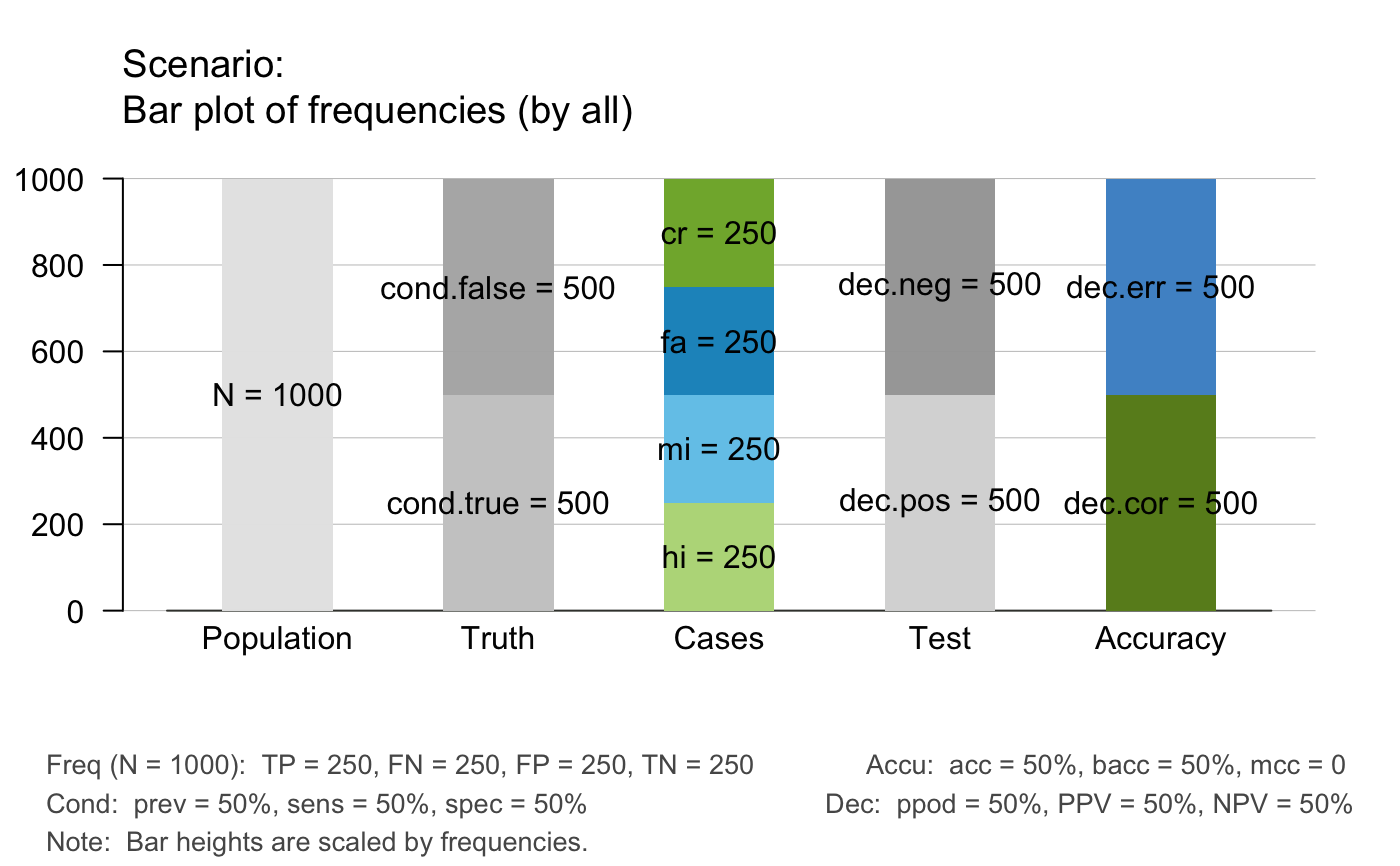 Scenario:
Bar plot of frequencies (by all)
1000
800
600
400
200
0
N = 1000
cond.false = 500
cond.true = 500
cr = 250
fa = 250
mi = 250
hi = 250
dec.neg = 500
dec.pos = 500
dec.err = 500
dec.cor = 500
Population Truth Cases Test Accuracy
Freq (N = 1000):  TP = 250, FN = 250, FP = 250, TN = 250
Cond:  prev = 50%, sens = 50%, spec = 50%
Note:  Bar heights are scaled by frequencies.
Accu:  acc = 50%, bacc = 50%, mcc = 0
Dec:  ppod = 50%, PPV = 50%, NPV = 50%